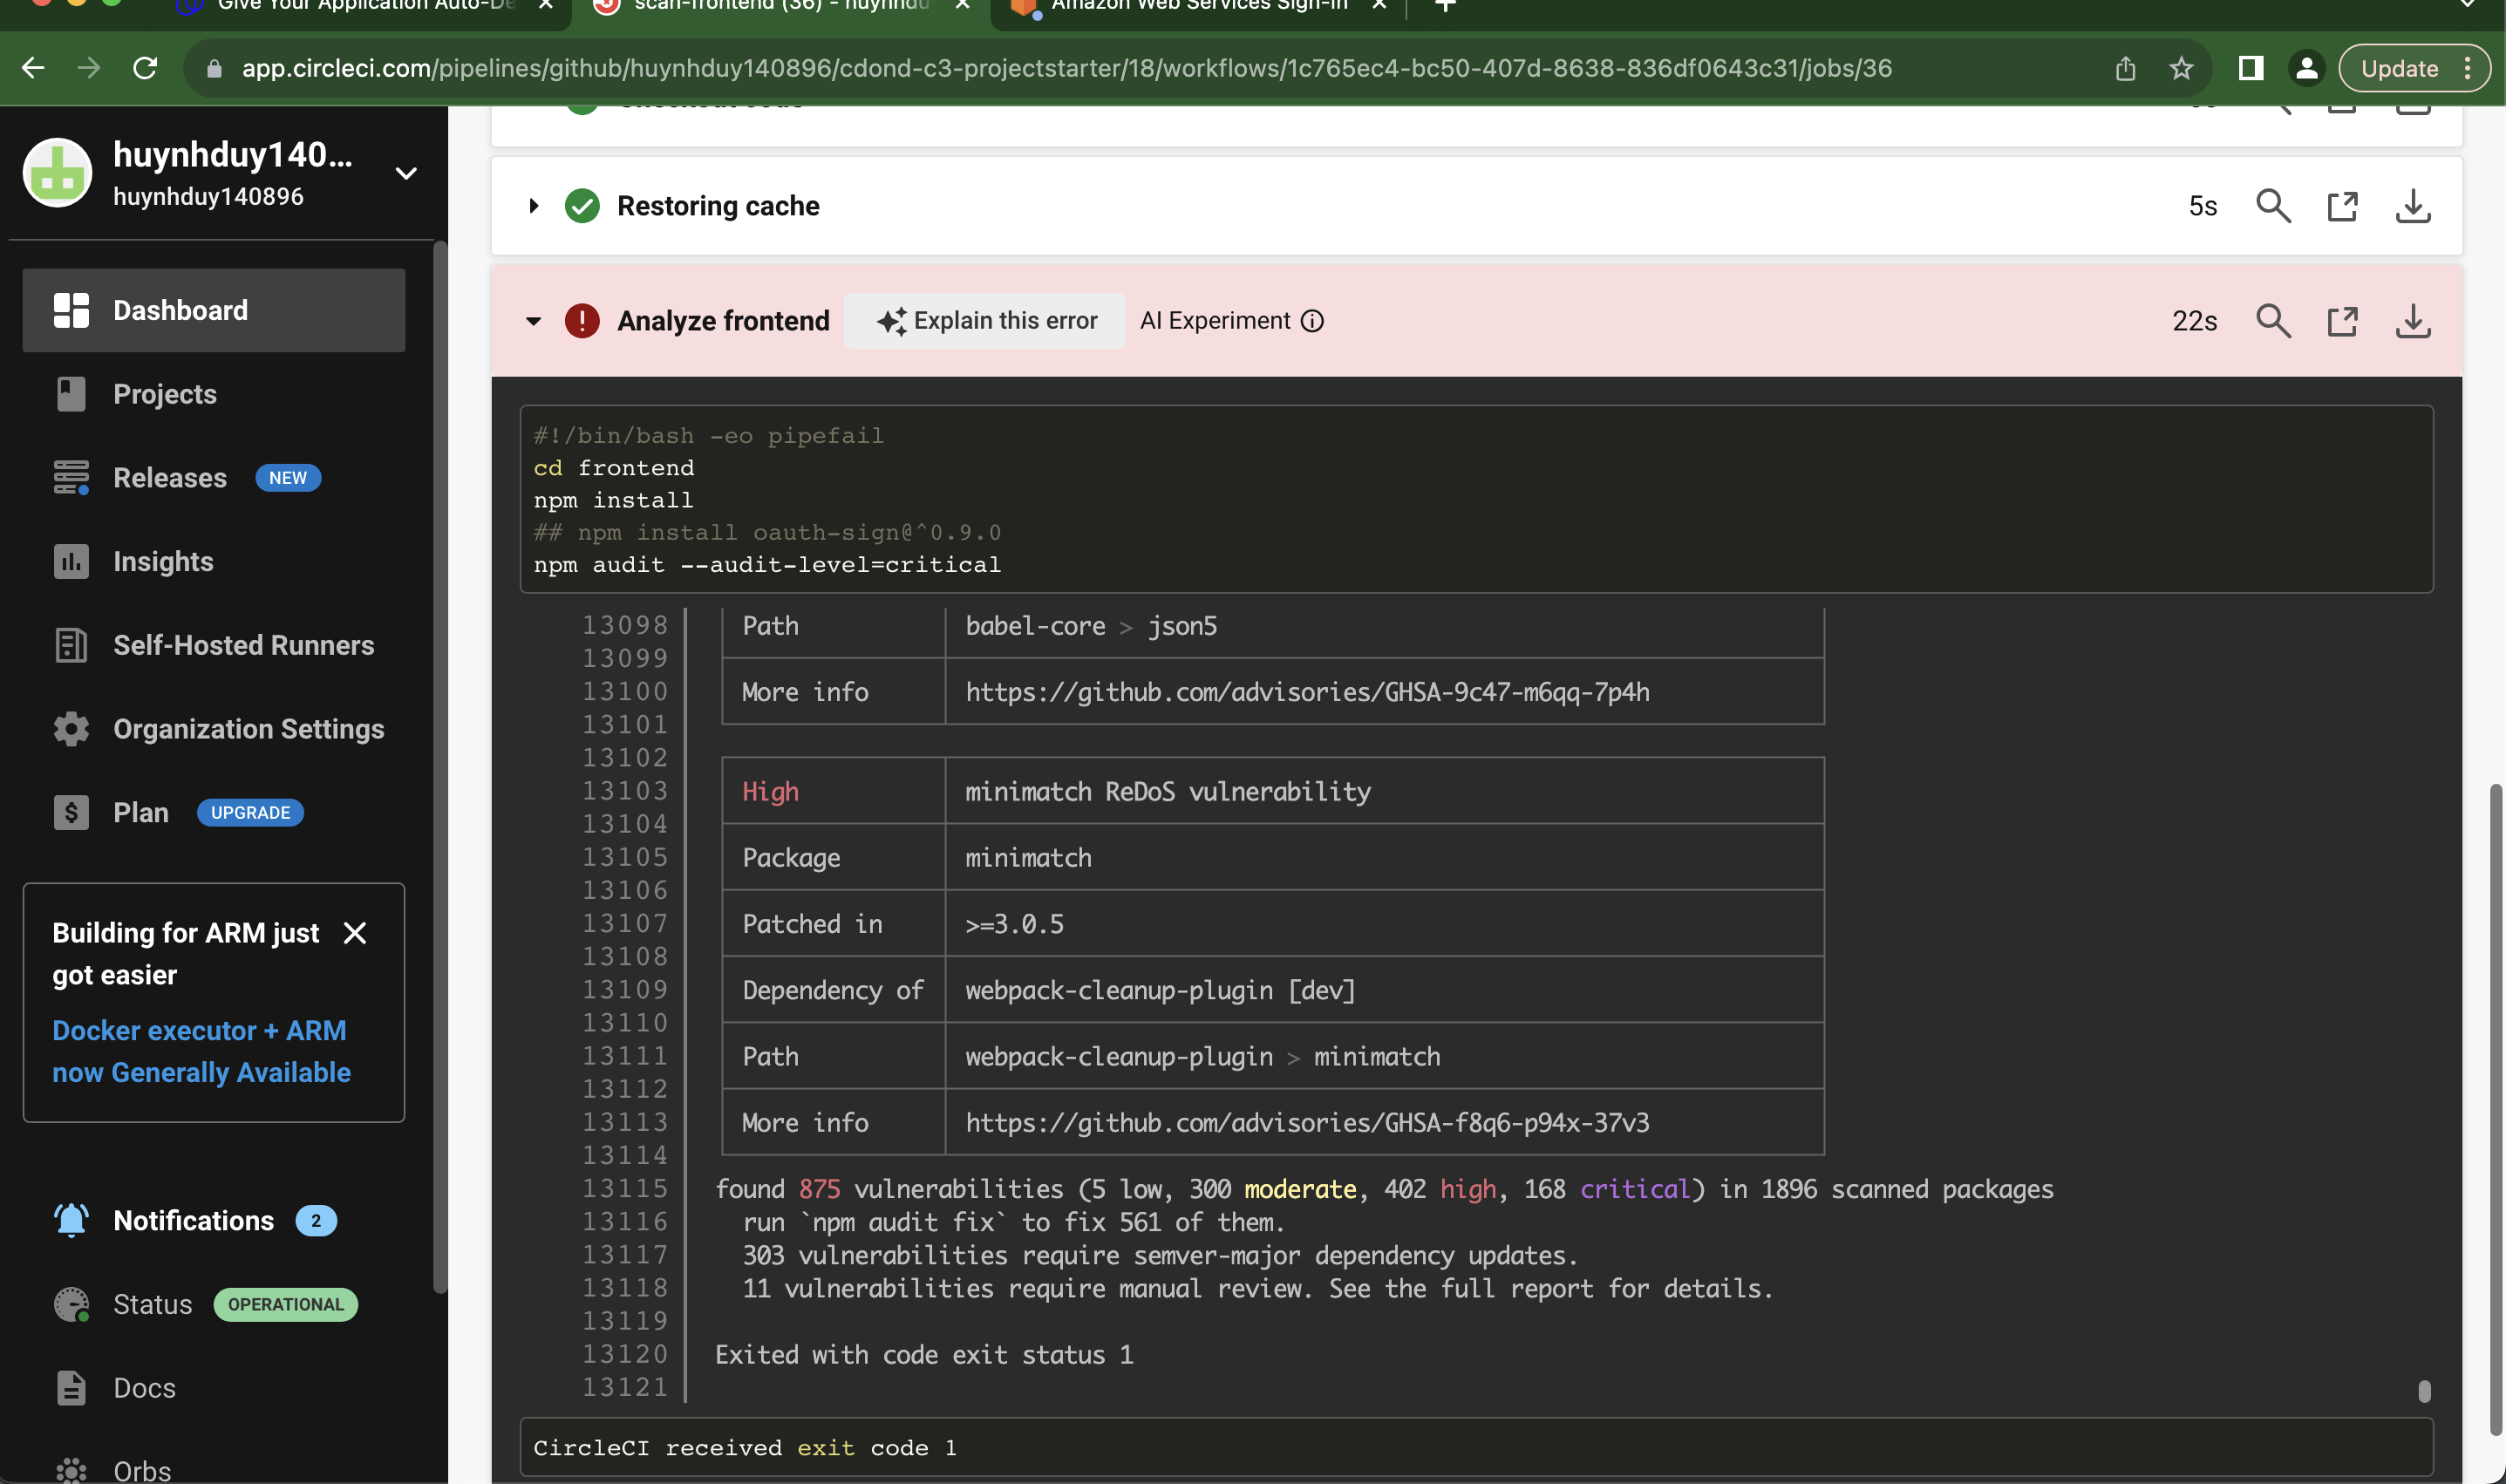 Give Your Application Auto-De
scan-frontend (36) - huynhdu
Amazon Web Services Sign-In
app.circleci.com/pipelines/github/huynhduy140896/cdond-c3-projectstarter/18/workflows/1c765ec4-bc50-407d-8638-836df0643c31/jobs/36
Update
huynhduy140...
huynhduy140896
Dashboard
Projects
Releases NEW
Insights
Self-Hosted Runners
Organization Settings
Plan UPGRADE
Building for ARM just
got easier
Docker executor + ARM
now Generally Available
Notifications 2
Status OPERATIONAL
Docs
Orbs
Restoring cache 5s
Analyze frontend Explain this error AI Experiment 22s
#!/bin/bash -eo pipefail
cd frontend
npm install
## npm install oauth-sign@^0.9.0
npm audit --audit-level=critical
13098 Path babel-core > json5
13099
13100 More info https://github.com/advisories/GHSA-9c47-m6qq-7p4h
13101
13102
13103 High minimatch ReDoS vulnerability
13104
13105 Package minimatch
13106
13107 Patched in >=3.0.5
13108
13109 Dependency of webpack-cleanup-plugin [dev]
13110
13111 Path webpack-cleanup-plugin > minimatch
13112
13113 More info https://github.com/advisories/GHSA-f8q6-p94x-37v3
13114
13115 found 875 vulnerabilities (5 low, 300 moderate, 402 high, 168 critical) in 1896 scanned packages
13116 run `npm audit fix` to fix 561 of them.
13117 303 vulnerabilities require semver-major dependency updates.
13118 11 vulnerabilities require manual review. See the full report for details.
13119
13120 Exited with code exit status 1
13121
CircleCI received exit code 1